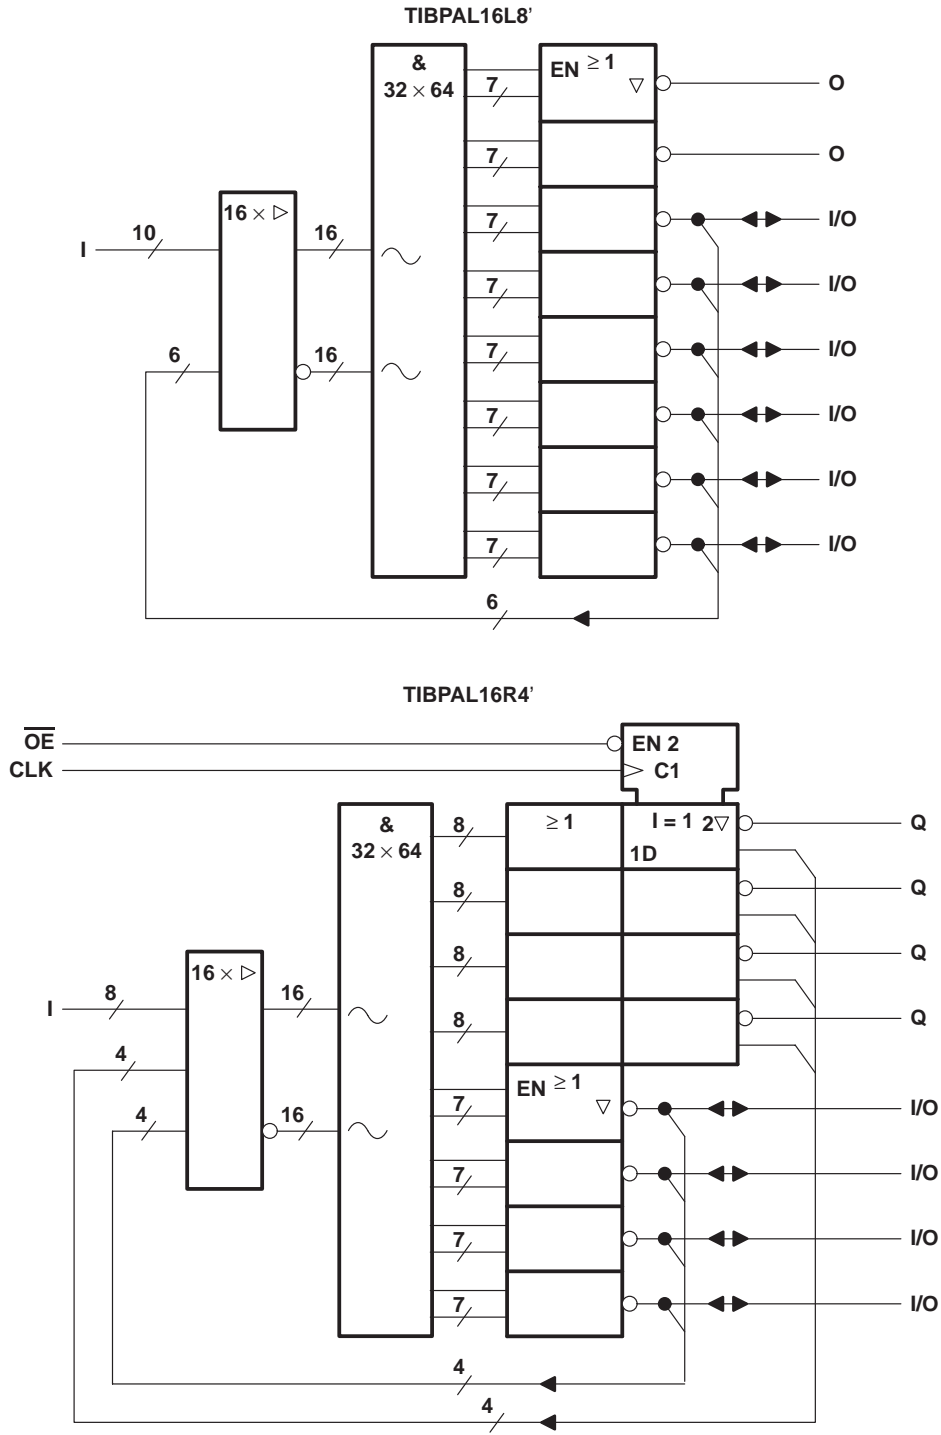 TIBPAL16L8'
&
32 × 64
EN ≥ 1 ▽
7
O
7
O
16 × ▷
7
I/O
I
10
16
7
I/O
7
I/O
6
16
7
I/O
7
I/O
7
I/O
6
TIBPAL16R4'
OE
EN 2
CLK
C1
&
32 × 64
8
≥ 1
I = 1 2▽
1D
Q
8
Q
8
Q
16 × ▷
I
8
16
8
Q
4
EN ≥ 1 ▽
4
16
7
I/O
7
I/O
7
I/O
7
I/O
4
4